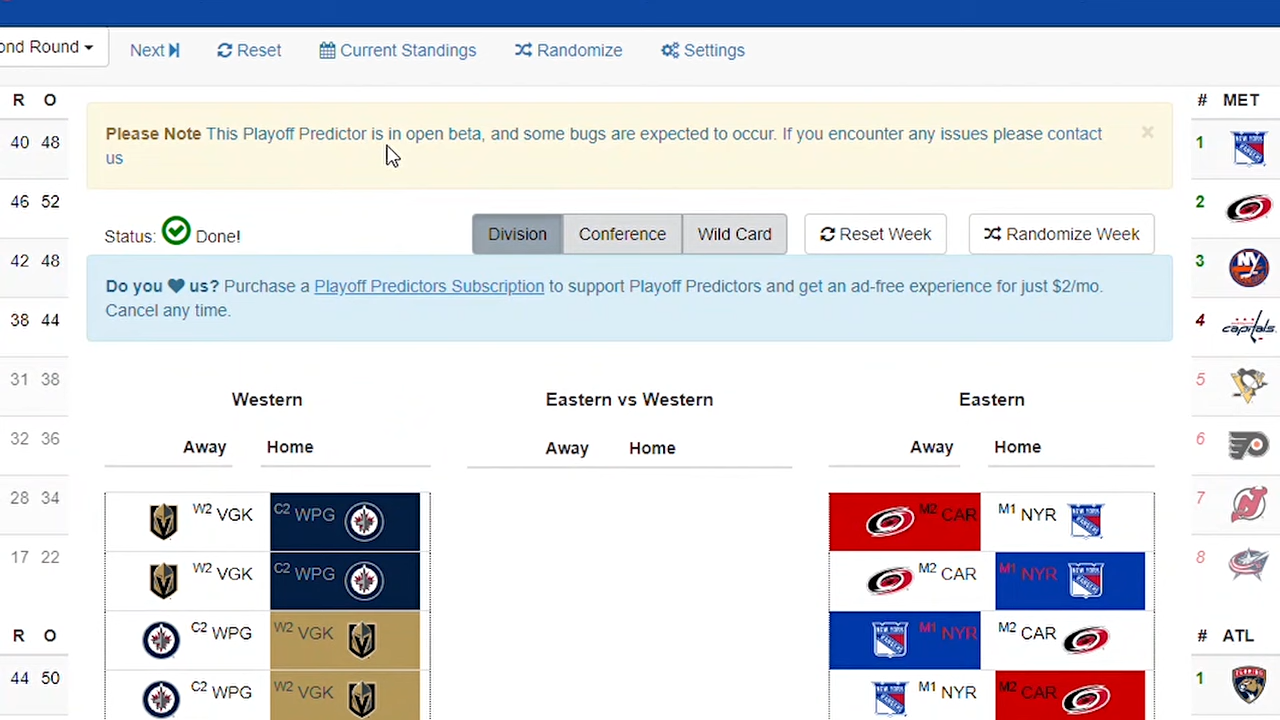 ond Round
Next
Reset
Current Standings
Randomize
Settings
R O
40 48
46 52
42 48
38 44
31 38
32 36
28 34
17 22
R O
44 50
Please Note This Playoff Predictor is in open beta, and some bugs are expected to occur. If you encounter any issues please contact
us
×
Status: Done!
Division
Conference
Wild Card
Reset Week
Randomize Week
Do you us? Purchase a Playoff Predictors Subscription to support Playoff Predictors and get an ad-free experience for just $2/mo.
Cancel any time.
Western
Away Home
W2 VGK C2 WPG
W2 VGK C2 WPG
C2 WPG W2 VGK
C2 WPG W2 VGK
Eastern vs Western
Away Home
Eastern
Away Home
M2 CAR M1 NYR
M2 CAR M1 NYR
M1 NYR M2 CAR
M1 NYR M2 CAR
# MET
1
2
3
4 capitals
5
6
7
8
# ATL
1